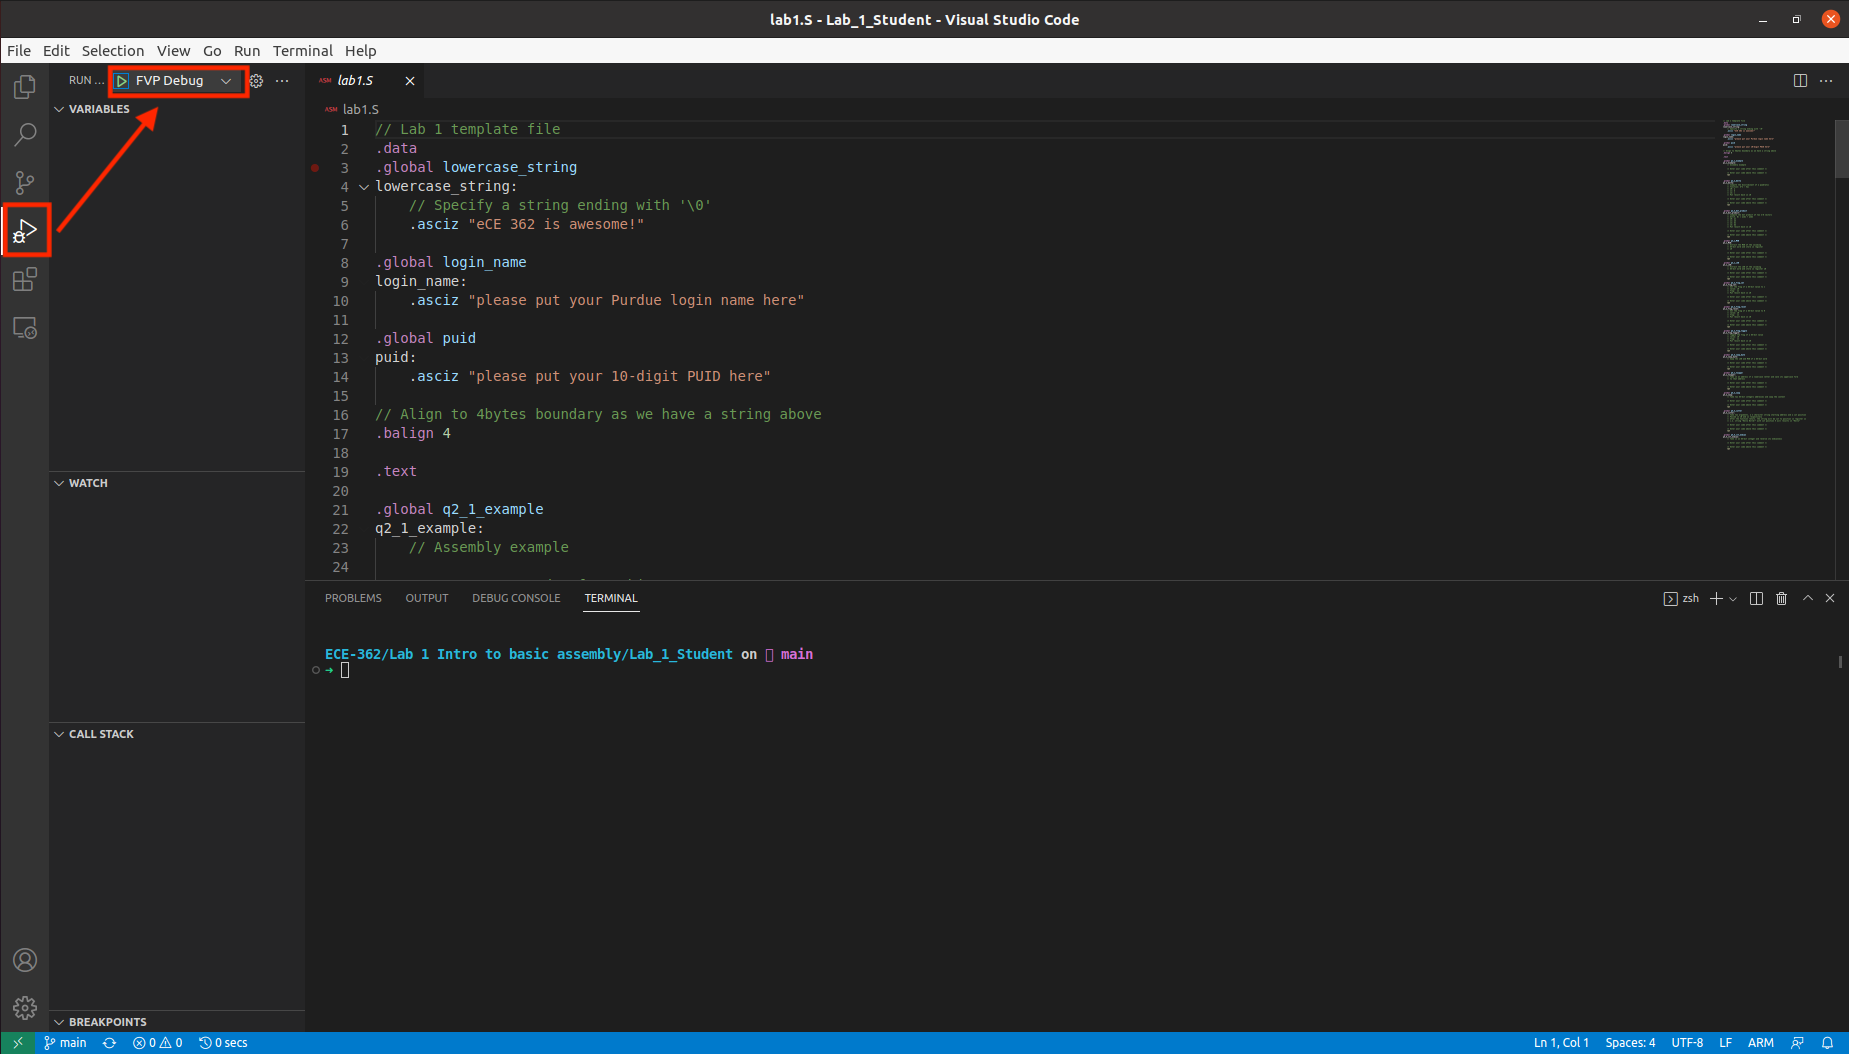 lab1.S - Lab_1_Student - Visual Studio Code
File Edit Selection View Go Run Terminal Help
RUN ... FVP Debug
ASM lab1.S
VARIABLES
ASM lab1.S
1 // Lab 1 template file
2 .data
3 .global lowercase_string
4 lowercase_string:
5 // Specify a string ending with '\0'
6 .asciz "eCE 362 is awesome!"
7
8 .global login_name
9 login_name:
10 .asciz "please put your Purdue login name here"
11
12 .global puid
13 puid:
14 .asciz "please put your 10-digit PUID here"
15
16 // Align to 4bytes boundary as we have a string above
17 .balign 4
18
19 .text
20
21 .global q2_1_example
22 q2_1_example:
23 // Assembly example
24
WATCH
PROBLEMS OUTPUT DEBUG CONSOLE TERMINAL
zsh
ECE-362/Lab 1 Intro to basic assembly/Lab_1_Student on main
CALL STACK
BREAKPOINTS
main 0 0 0 secs
Ln 1, Col 1 Spaces: 4 UTF-8 LF ARM